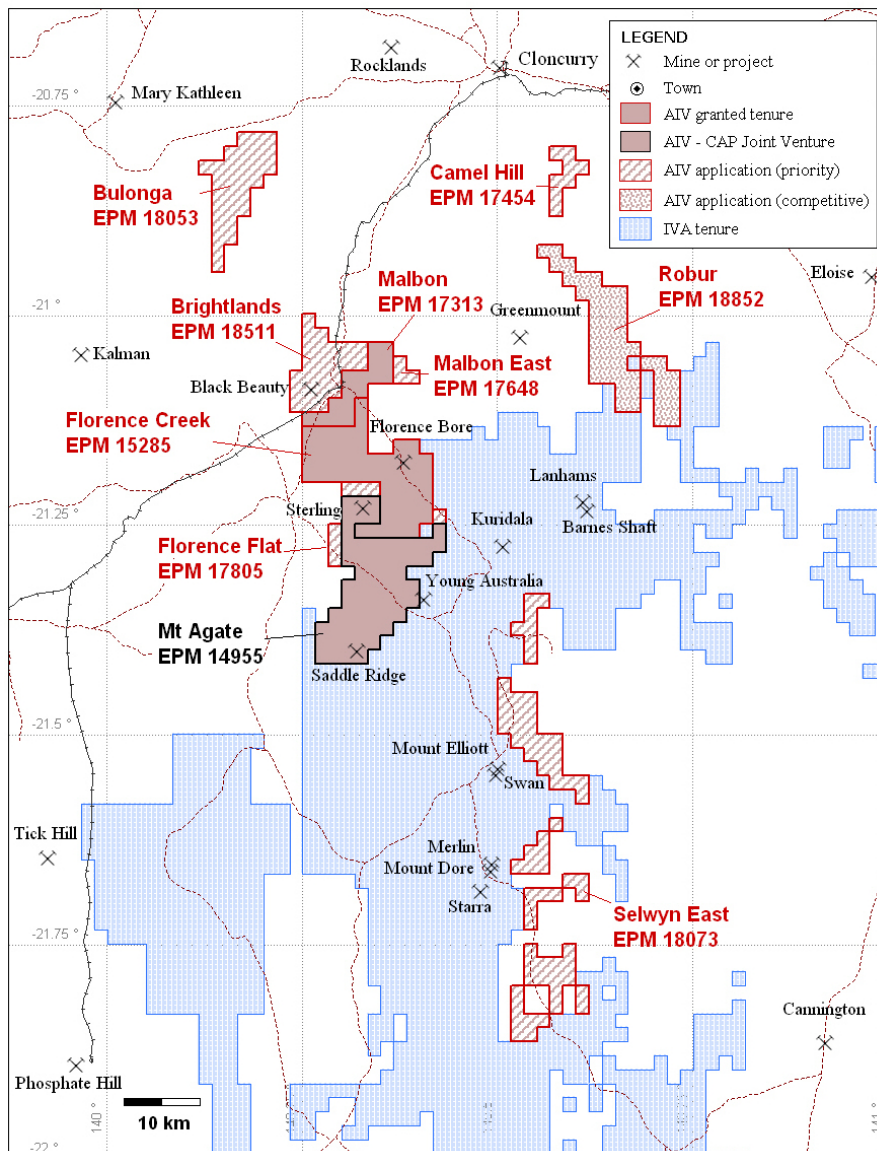 LEGEND
Mine or project
Town
AIV granted tenure
AIV - CAP Joint Venture
AIV application (priority)
AIV application (competitive)
IVA tenure
Cloncurry
Rocklands
Mary Kathleen
-20.75 °
Bulonga
EPM 18053
Camel Hill
EPM 17454
Malbon
EPM 17313
Robur
EPM 18852
Eloise
Brightlands
EPM 18511
-21 °
Greenmount
Kalman
Malbon East
EPM 17648
Black Beauty
Florence Creek
EPM 15285
Florence Bore
Lanhams
Sterling
Barnes Shaft
-21.25 °
Kuridala
Florence Flat
EPM 17805
Young Australia
Mt Agate
EPM 14955
Saddle Ridge
-21.5 °
Mount Elliott
Swan
Tick Hill
Merlin
Mount Dore
Starra
Selwyn East
EPM 18073
-21.75 °
Cannington
Phosphate Hill
10 km
140 °
141 °
-22 °